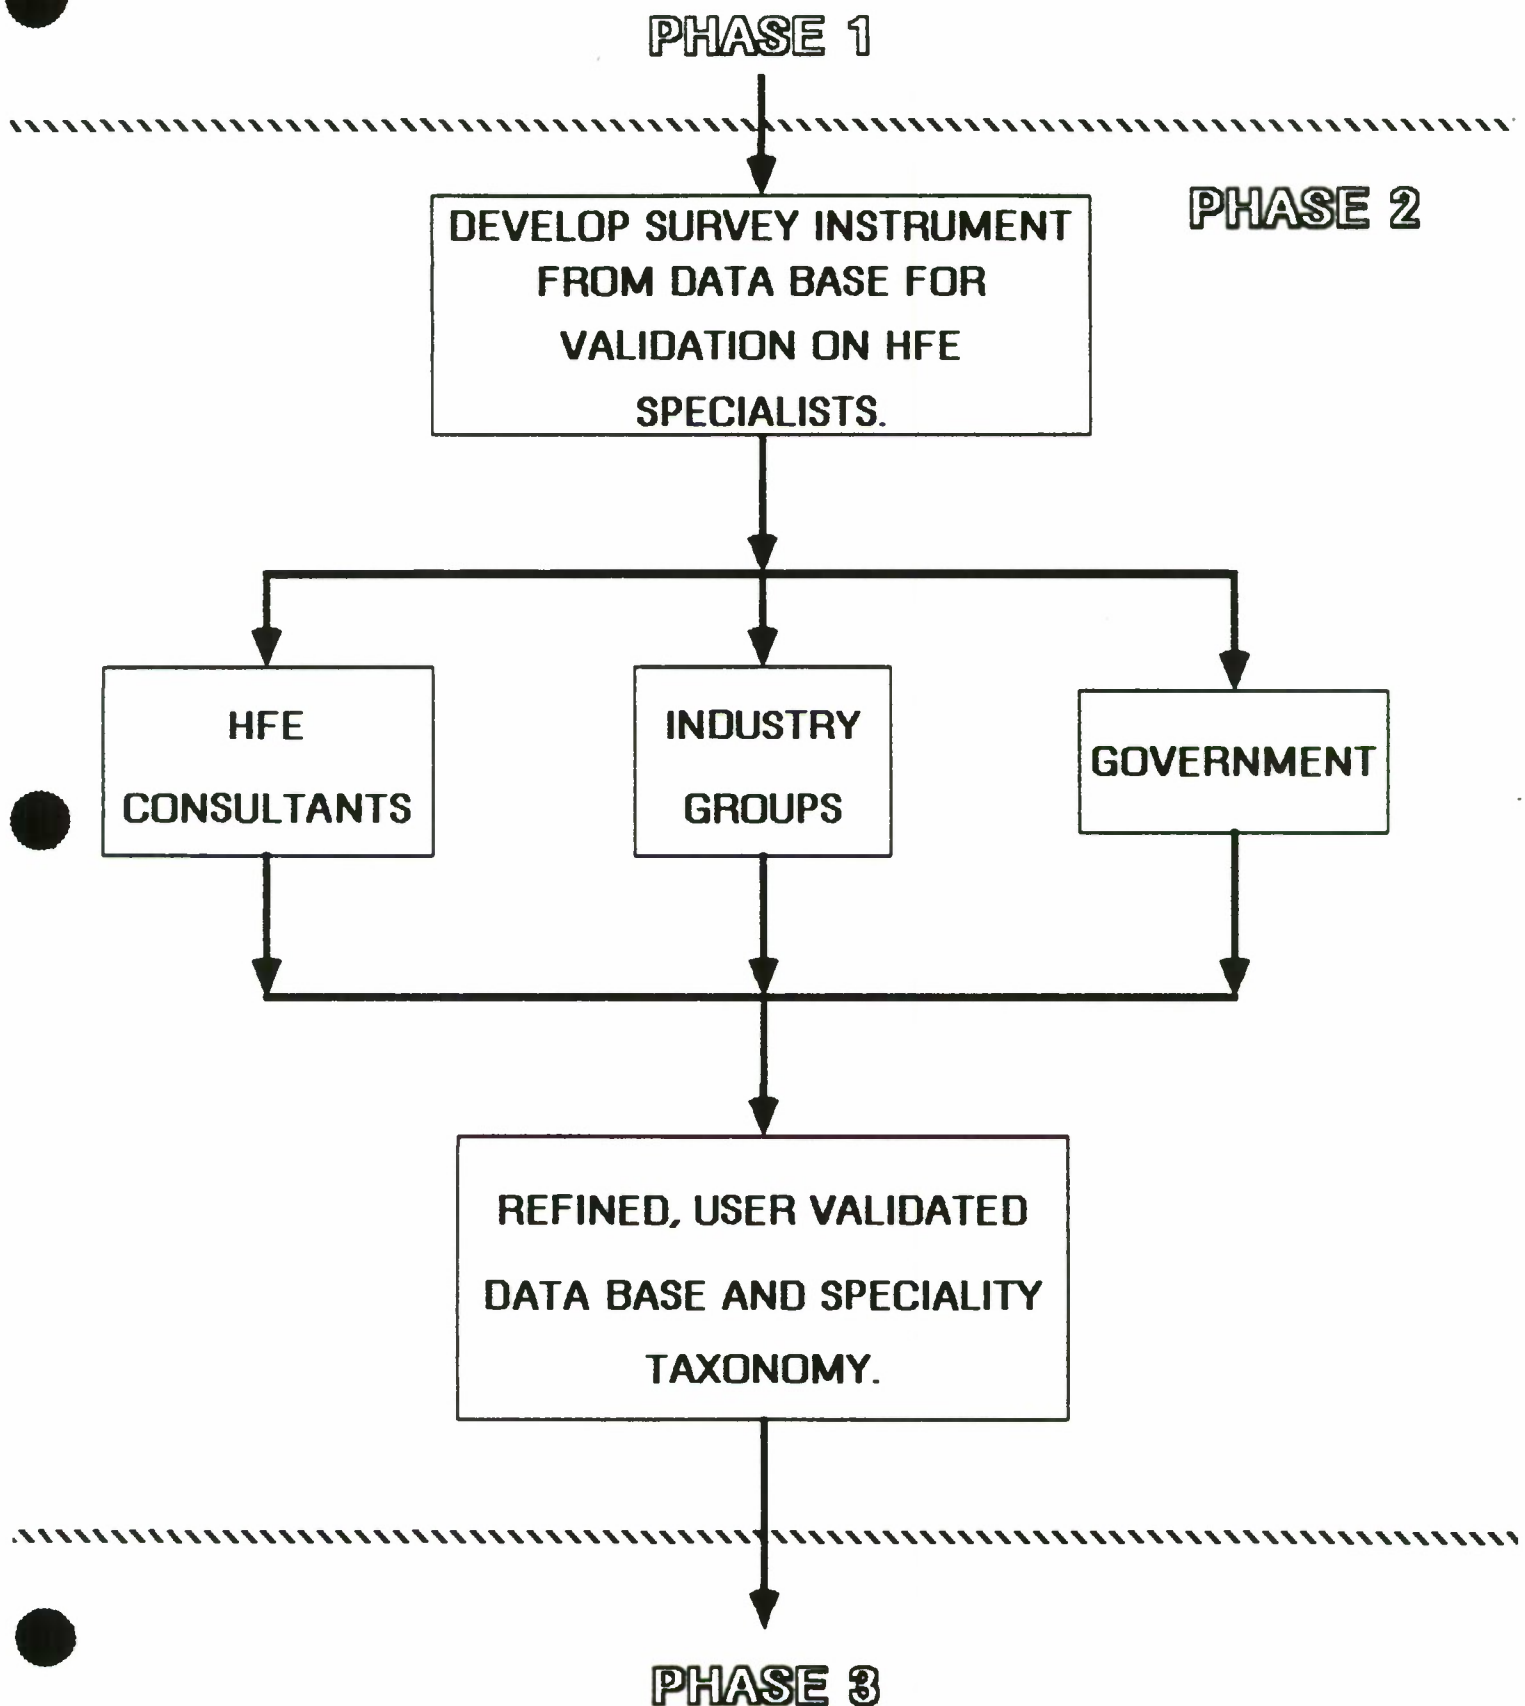 PHASE 1
PHASE 2
DEVELOP SURVEY INSTRUMENT
FROM DATA BASE FOR
VALIDATION ON HFE
SPECIALISTS.
HFE
CONSULTANTS
INDUSTRY
GROUPS
GOVERNMENT
REFINED, USER VALIDATED
DATA BASE AND SPECIALITY
TAXONOMY.
PHASE 3